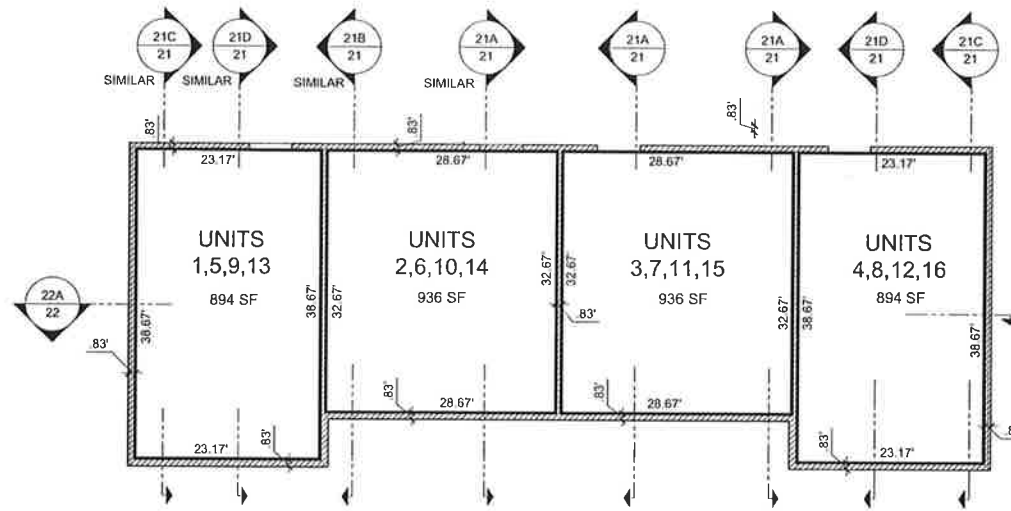 21C
21
21D
21
21B
21
21A
21
21A
21
21A
21
21D
21
21C
21
SIMILAR
SIMILAR
SIMILAR
SIMILAR
.83'
.83'
.83'
23.17'
28.67'
28.67'
23.17'
UNITS
1,5,9,13
894 SF
UNITS
2,6,10,14
936 SF
UNITS
3,7,11,15
936 SF
UNITS
4,8,12,16
894 SF
22A
22
38.67'
38.67'
32.67'
32.67'
32.67'
32.67'
38.67'
38.67'
.83'
.83'
.83'
.83'
28.67'
28.67'
.83'
.83'
23.17'
23.17'